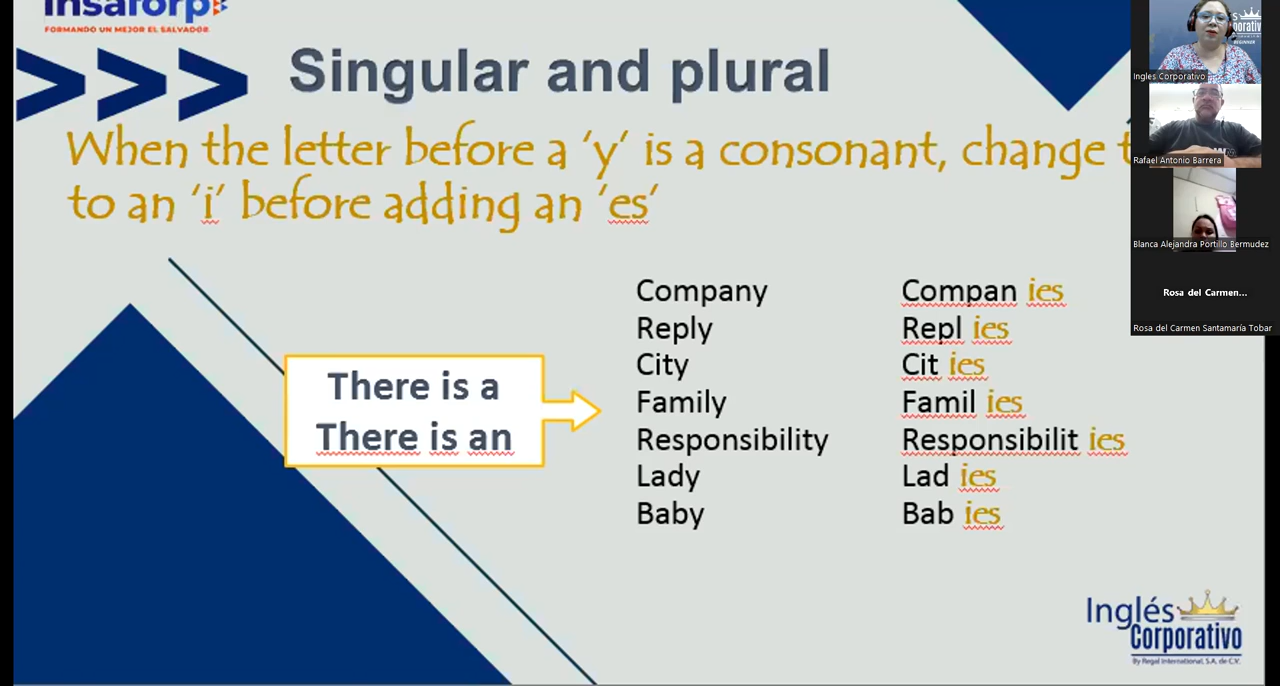 insaforp
FORMANDO UN MEJOR EL SALVADOR
Singular and plural
When the letter before a ‘y’ is a consonant, change
to an ‘i’ before adding an ‘es’
There is a
There is an
Company Compan ies
Reply Repl ies
City Cit ies
Family Famil ies
Responsibility Responsibilit ies
Lady Lad ies
Baby Bab ies
Inglés
Corporativo
By Regal International, S.A. de C.V.
Ingles Corporativo
Rafael Antonio Barrera
Blanca Alejandra Portillo Bermudez
Rosa del Carmen...
Rosa del Carmen Santamaría Tobar